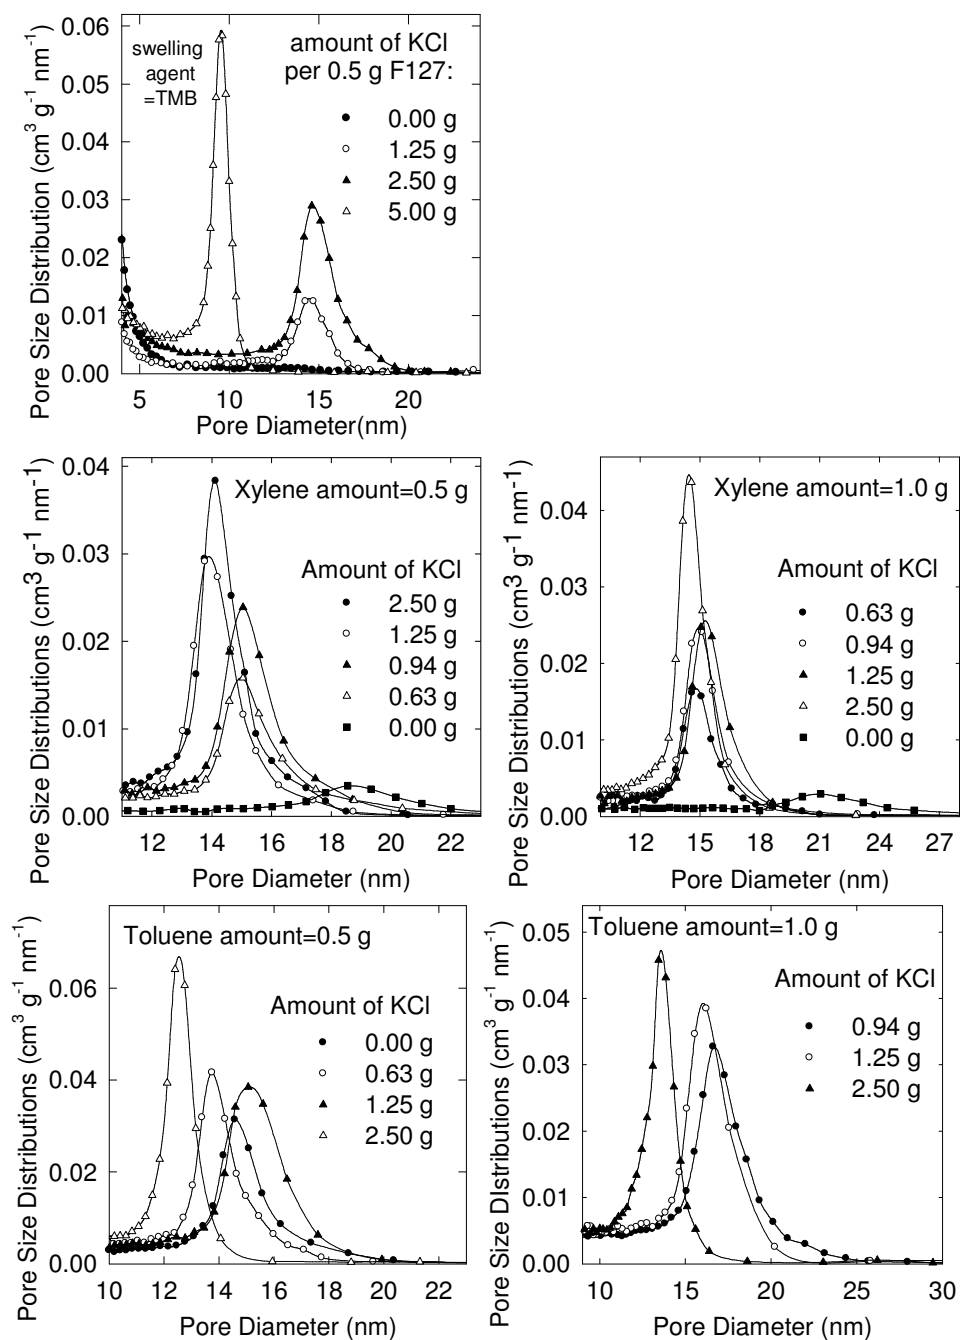 Pore Size Distribution (cm³ g⁻¹ nm⁻¹)
0.06
0.05
0.04
0.03
0.02
0.01
0.00
swelling
agent
=TMB
amount of KCl
per 0.5 g F127:
0.00 g
1.25 g
2.50 g
5.00 g
5 10 15 20
Pore Diameter(nm)
Pore Size Distributions (cm³ g⁻¹ nm⁻¹)
0.04
0.03
0.02
0.01
0.00
Xylene amount=0.5 g
Amount of KCl
2.50 g
1.25 g
0.94 g
0.63 g
0.00 g
12 14 16 18 20 22
Pore Diameter (nm)
Pore Size Distributions (cm³ g⁻¹ nm⁻¹)
0.04
0.03
0.02
0.01
0.00
Xylene amount=1.0 g
Amount of KCl
0.63 g
0.94 g
1.25 g
2.50 g
0.00 g
12 15 18 21 24 27
Pore Diameter (nm)
Pore Size Distributions (cm³ g⁻¹ nm⁻¹)
0.06
0.04
0.02
0.00
Toluene amount=0.5 g
Amount of KCl
0.00 g
0.63 g
1.25 g
2.50 g
10 12 14 16 18 20 22
Pore Diameter (nm)
Pore Size DIstributions (cm³ g⁻¹ nm⁻¹)
0.05
0.04
0.03
0.02
0.01
0.00
Toluene amount=1.0 g
Amount of KCl
0.94 g
1.25 g
2.50 g
10 15 20 25 30
Pore Diameter (nm)